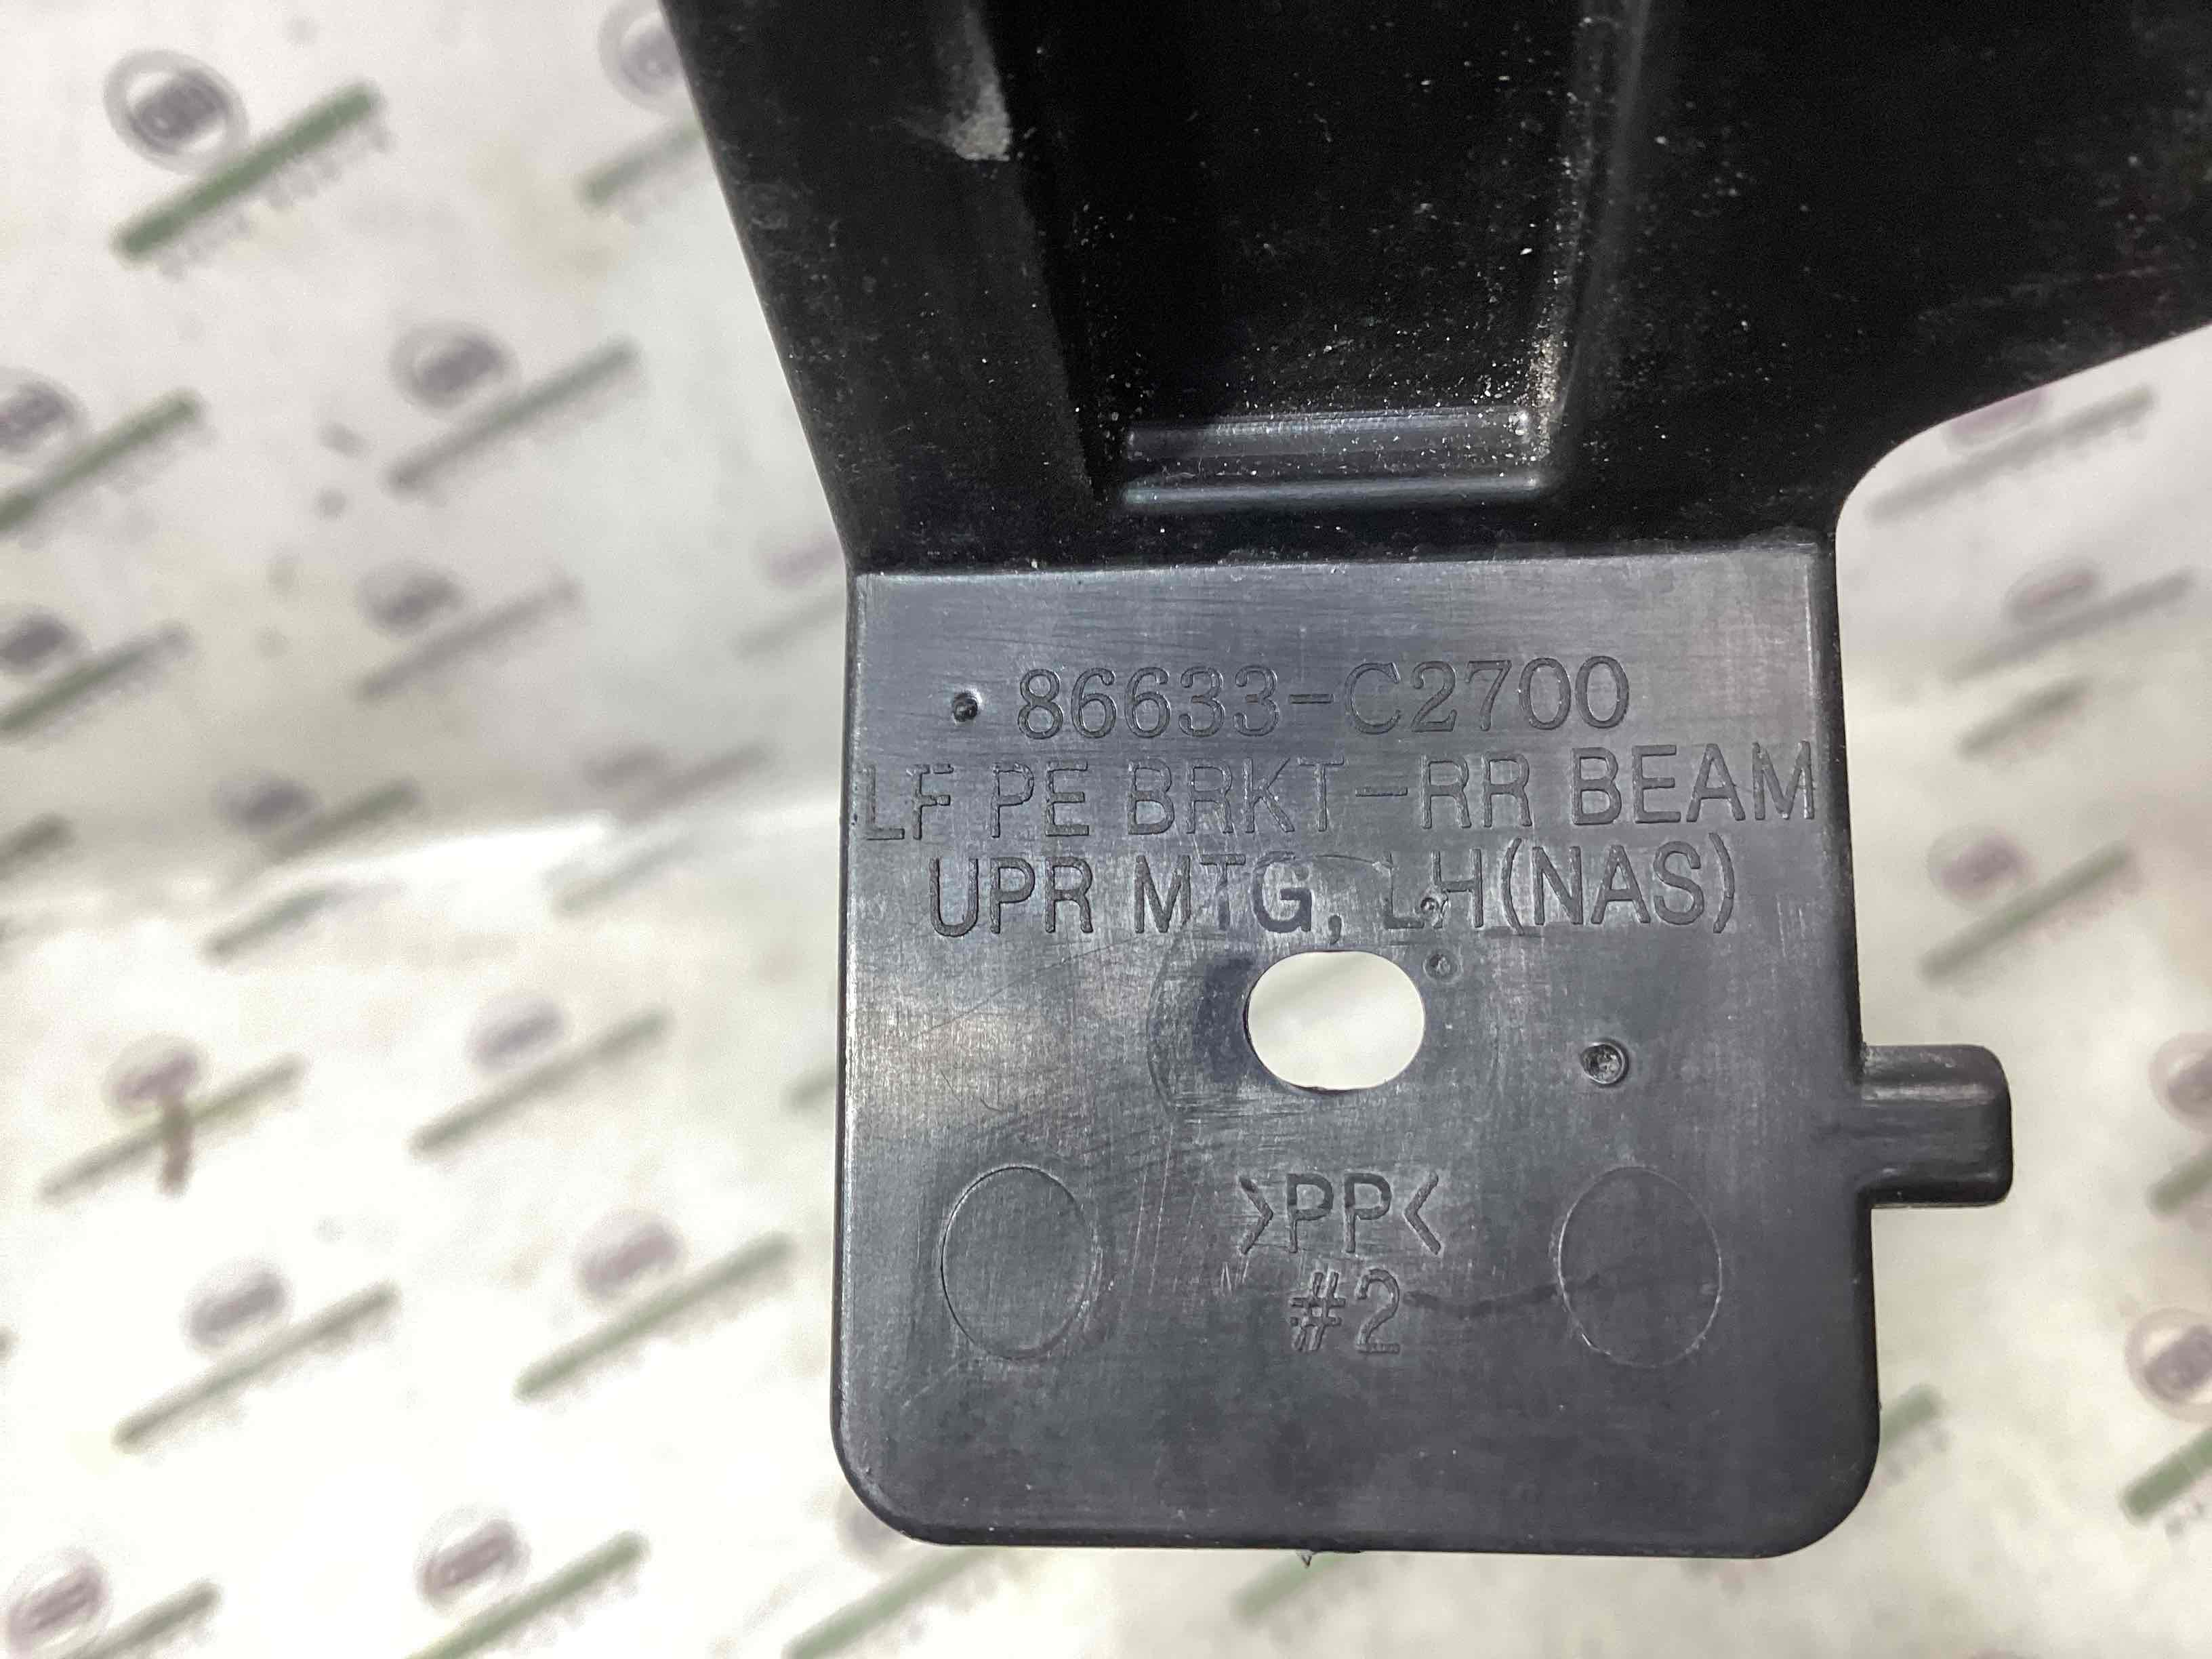 86633-C2700
LF PE BRKT-RR BEAM
UPR MTG, LH(NAS)
>PP<
#2